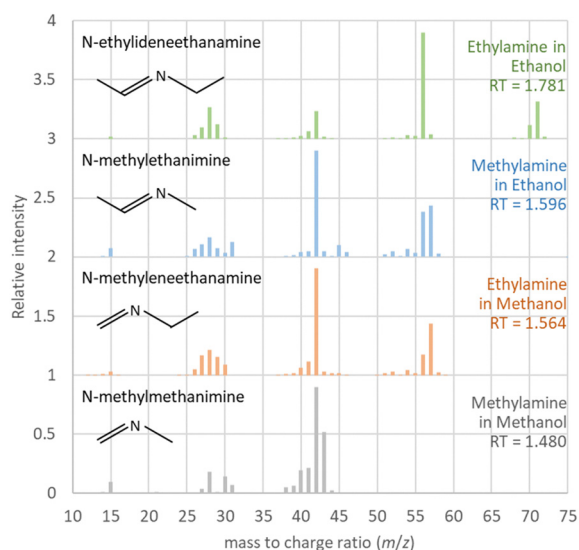 4
N-ethylideneethanamine
N
Ethylamine in
Ethanol
RT = 1.781
3.5
3
N-methylethanimine
N
Methylamine
in Ethanol
RT = 1.596
2.5
2
N-methyleneethanamine
N
Ethylamine
in Methanol
RT = 1.564
1.5
1
N-methylmethanimine
N
Methylamine
in Methanol
RT = 1.480
0.5
0
Relative intensity
10 15 20 25 30 35 40 45 50 55 60 65 70 75
mass to charge ratio (m/z)